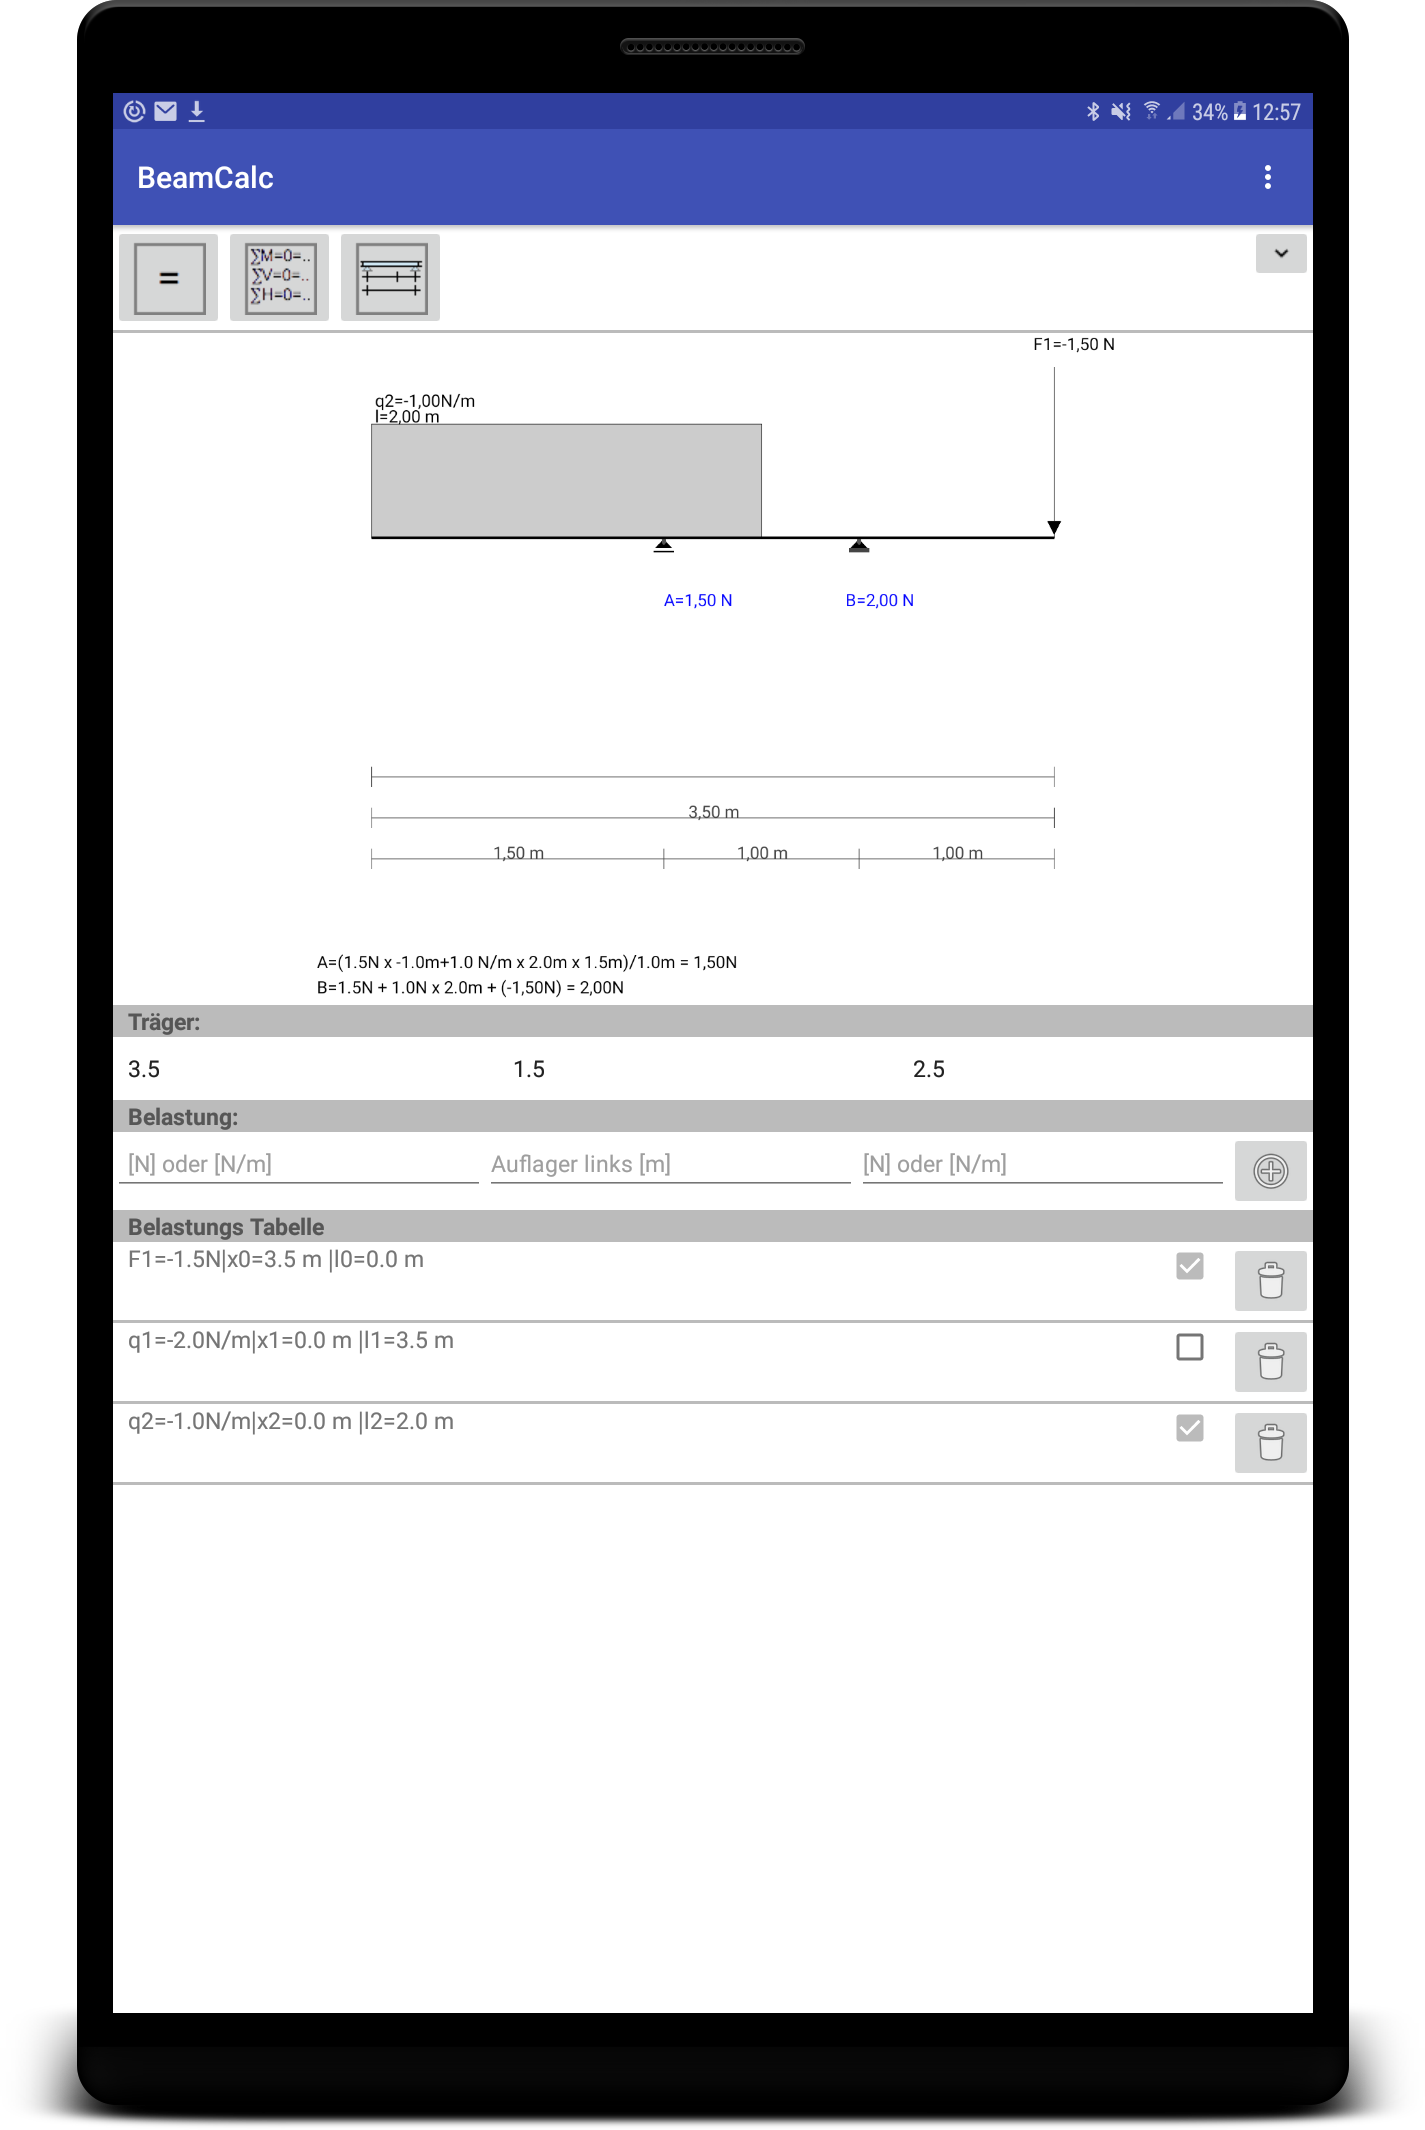 34% 12:57
BeamCalc
=
∑M=0=..
∑V=0=..
∑H=0=..
F1=-1,50 N
q2=-1,00N/m
l=2,00 m
A=1,50 N B=2,00 N
3,50 m
1,50 m 1,00 m 1,00 m
A=(1.5N x -1.0m+1.0 N/m x 2.0m x 1.5m)/1.0m = 1,50N
B=1.5N + 1.0N x 2.0m + (-1,50N) = 2,00N
Träger:
3.5 1.5 2.5
Belastung:
[N] oder [N/m] Auflager links [m] [N] oder [N/m]
Belastungs Tabelle
F1=-1.5N|x0=3.5 m |l0=0.0 m
q1=-2.0N/m|x1=0.0 m |l1=3.5 m
q2=-1.0N/m|x2=0.0 m |l2=2.0 m